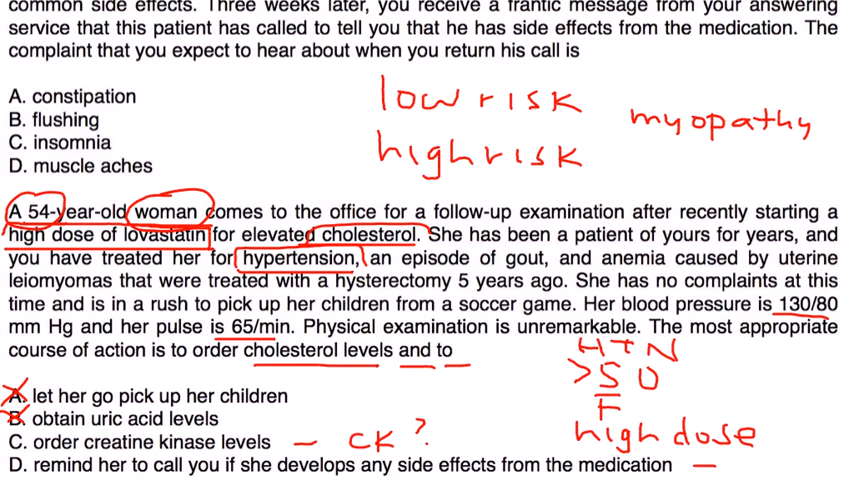 common side effects. Three weeks later, you receive a frantic message from your answering
service that this patient has called to tell you that he has side effects from the medication. The
complaint that you expect to hear about when you return his call is
A. constipation
B. flushing
C. insomnia
D. muscle aches
low risk
high risk
myopathy
A 54-year-old woman comes to the office for a follow-up examination after recently starting a
high dose of lovastatin for elevated cholesterol. She has been a patient of yours for years, and
you have treated her for hypertension, an episode of gout, and anemia caused by uterine
leiomyomas that were treated with a hysterectomy 5 years ago. She has no complaints at this
time and is in a rush to pick up her children from a soccer game. Her blood pressure is 130/80
mm Hg and her pulse is 65/min. Physical examination is unremarkable. The most appropriate
course of action is to order cholesterol levels and to
A. let her go pick up her children
B. obtain uric acid levels
C. order creatine kinase levels
D. remind her to call you if she develops any side effects from the medication
HTN
>50
F
high dose
– CK ?
–